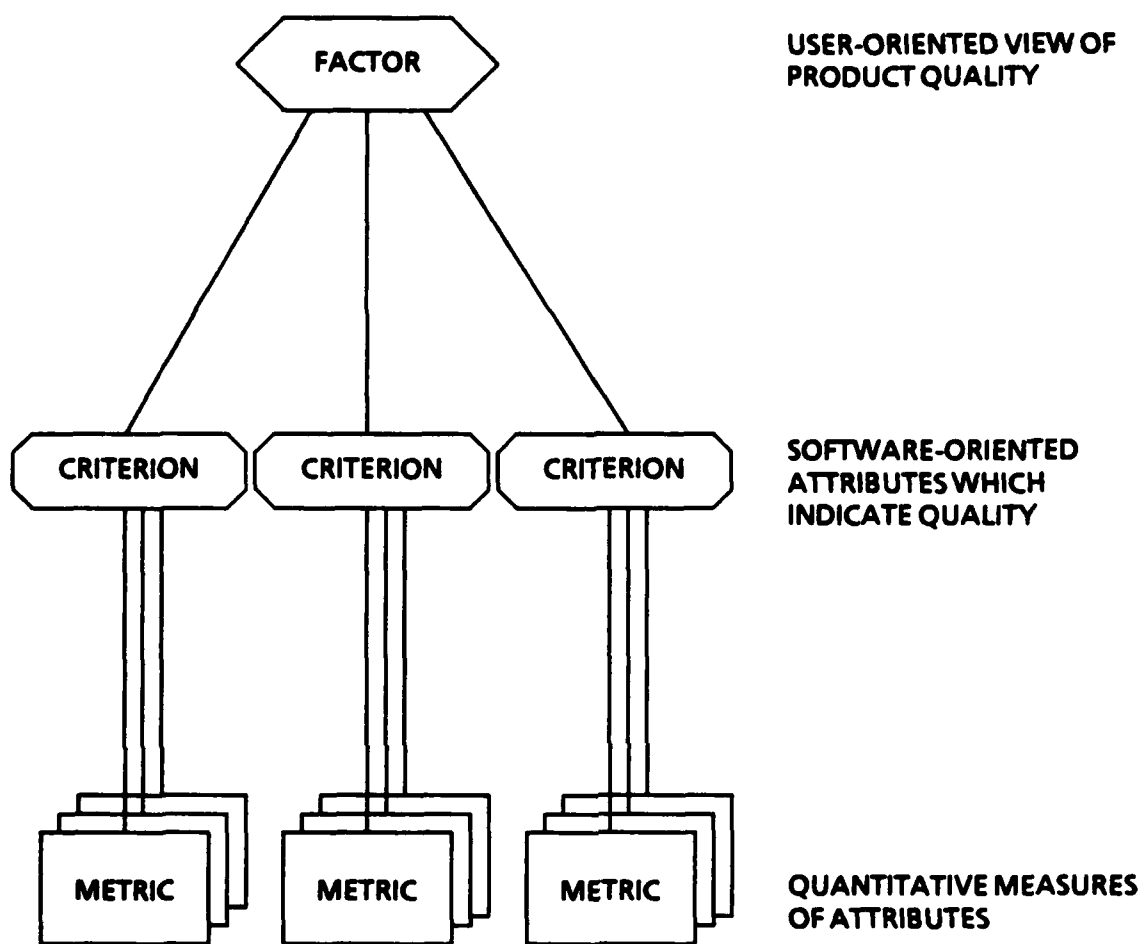 FACTOR
USER-ORIENTED VIEW OF
PRODUCT QUALITY
CRITERION
CRITERION
CRITERION
SOFTWARE-ORIENTED
ATTRIBUTES WHICH
INDICATE QUALITY
METRIC
METRIC
METRIC
QUANTITATIVE MEASURES
OF ATTRIBUTES